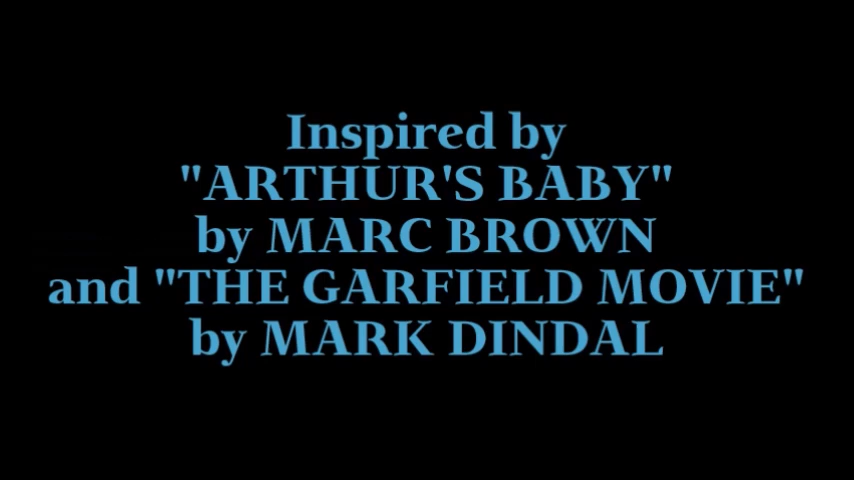 Inspired by
"ARTHUR'S BABY"
by MARC BROWN
and "THE GARFIELD MOVIE"
by MARK DINDAL